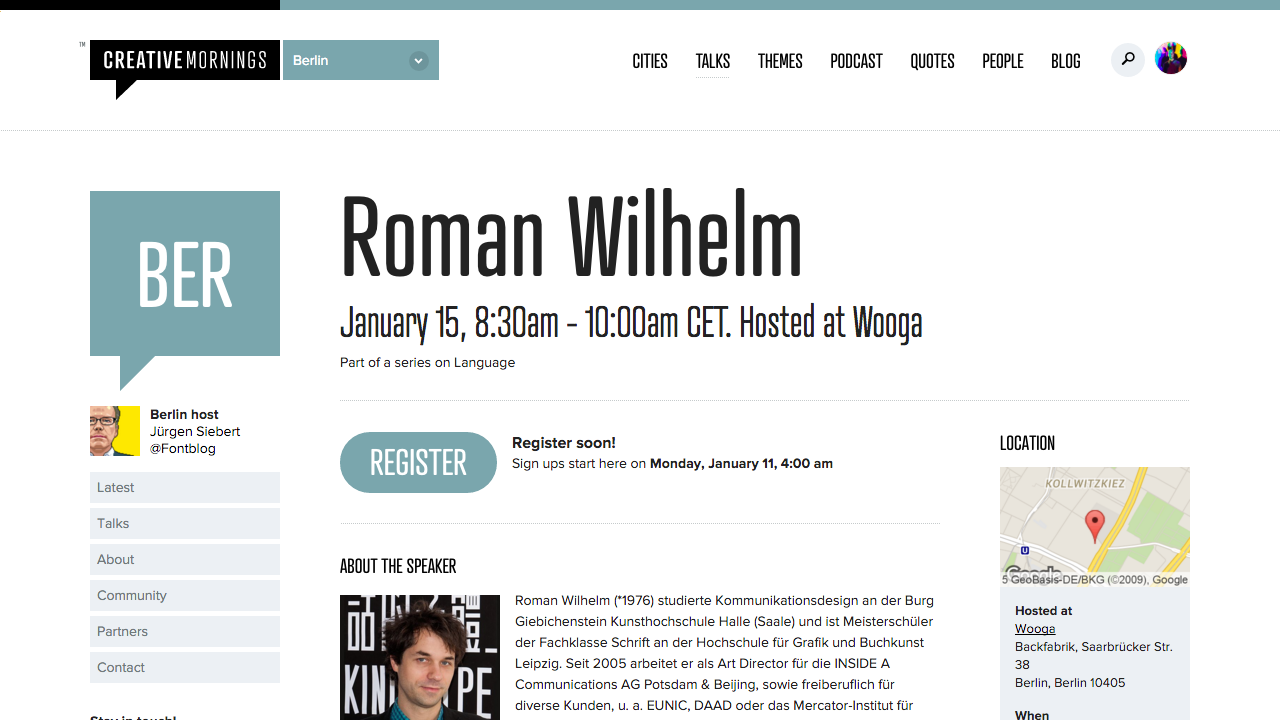 TM
CREATIVEMORNINGS
Berlin
CITIES TALKS THEMES PODCAST QUOTES PEOPLE BLOG
BER
Roman Wilhelm
January 15, 8:30am - 10:00am CET. Hosted at Wooga
Part of a series on Language
Berlin host
Jürgen Siebert
@Fontblog
Latest
Talks
About
Community
Partners
Contact
REGISTER
Register soon!
Sign ups start here on Monday, January 11, 4:00 am
ABOUT THE SPEAKER
Roman Wilhelm (*1976) studierte Kommunikationsdesign an der Burg
Giebichenstein Kunsthochschule Halle (Saale) und ist Meisterschüler
der Fachklasse Schrift an der Hochschule für Grafik und Buchkunst
Leipzig. Seit 2005 arbeitet er als Art Director für die INSIDE A
Communications AG Potsdam & Beijing, sowie freiberuflich für
diverse Kunden, u. a. EUNIC, DAAD oder das Mercator-Institut für
LOCATION
KOLLWITZKIEZ
U
Google
5 GeoBasis-DE/BKG (©2009), Google
Hosted at
Wooga
Backfabrik, Saarbrücker Str.
38
Berlin, Berlin 10405
When